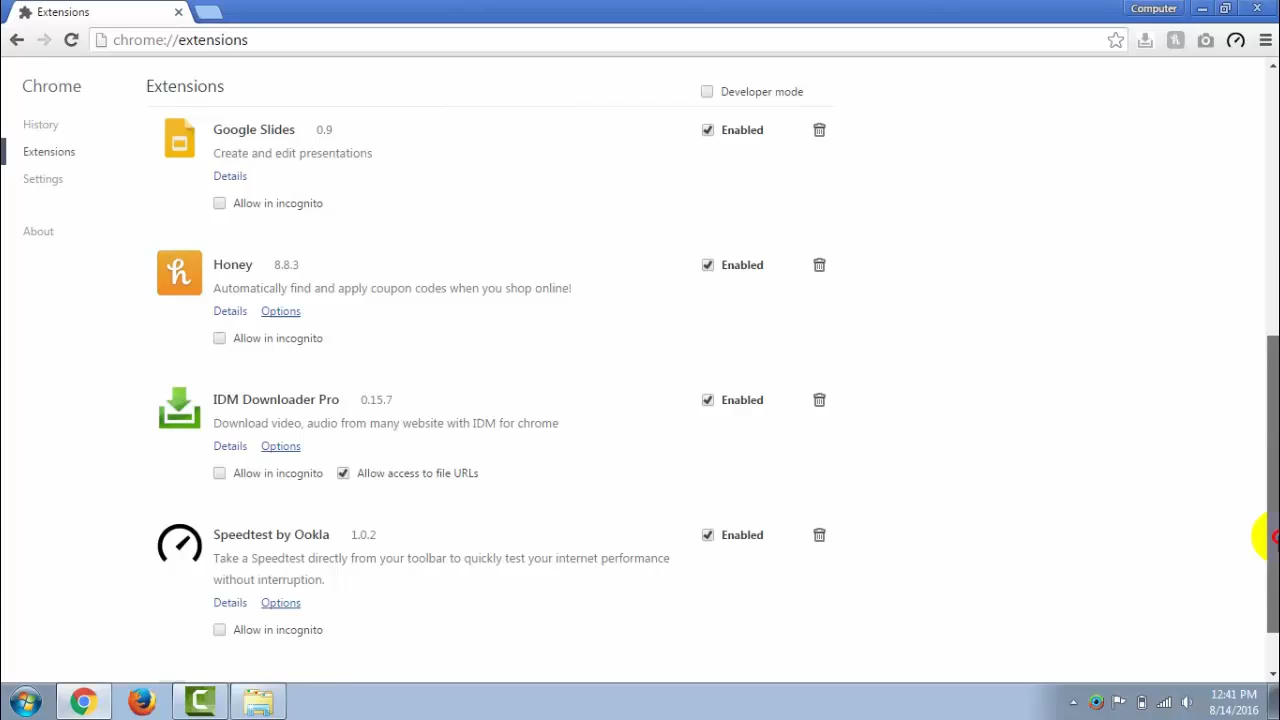 Extensions
Computer
chrome://extensions
Chrome
Extensions
Developer mode
History
Extensions
Settings
About
Google Slides 0.9
Enabled
Create and edit presentations
Details
Allow in incognito
Honey 8.8.3
Enabled
Automatically find and apply coupon codes when you shop online!
Details Options
Allow in incognito
IDM Downloader Pro 0.15.7
Enabled
Download video, audio from many website with IDM for chrome
Details Options
Allow in incognito Allow access to file URLs
Speedtest by Ookla 1.0.2
Enabled
Take a Speedtest directly from your toolbar to quickly test your internet performance
without interruption.
Details Options
Allow in incognito
12:41 PM
8/14/2016